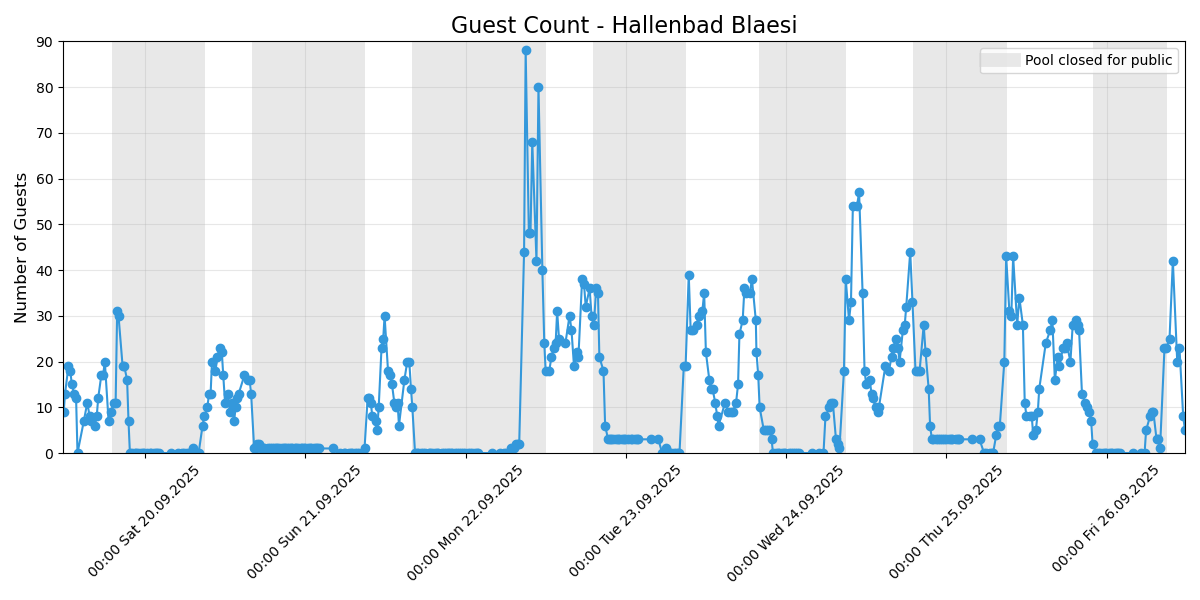 Guest Count - Hallenbad Blaesi
Pool closed for public
Number of Guests
90
80
70
60
50
40
30
20
10
0
00:00 Sat 20.09.2025
00:00 Sun 21.09.2025
00:00 Mon 22.09.2025
00:00 Tue 23.09.2025
00:00 Wed 24.09.2025
00:00 Thu 25.09.2025
00:00 Fri 26.09.2025